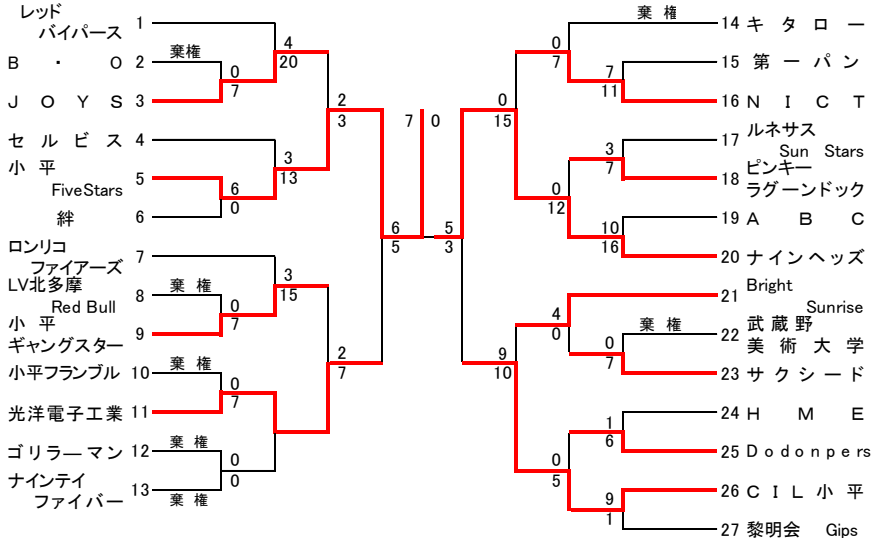 レッド
バイパース 1
B ・ O 2 棄権
J O Y S 3
0
7
4
20
セ ル ビ ス 4
小 平
FiveStars 5
絆 6
6
0
3
13
2
3
ロンリコ
ファイアーズ 7
LV北多摩
Red Bull 8 棄 権
小 平
ギャングスター 9
0
7
3
15
小平フランブル 10 棄 権
光洋電子工業 11
0
7
ゴリラーマン 12 棄 権
ナインテイ
ファイバー 13 棄 権
0
0
2
7
6
5
7 0
5
3
棄 権 14 キ タ ロ ー
15 第 一 パ ン
16 N I C T
7
11
0
7
17 ルネサス
Sun Stars
18 ピンキー
ラグーンドック
3
7
19 A B C
20 ナインヘッズ
10
16
0
12
0
15
21 Bright
Sunrise
棄 権 22 武 蔵 野
美 術 大 学
23 サ ク シ ー ド
0
7
4
0
24 H M E
25 D o d o n p e r s
1
6
26 C I L 小 平
27 黎明会 Gips
9
1
0
5
9
10